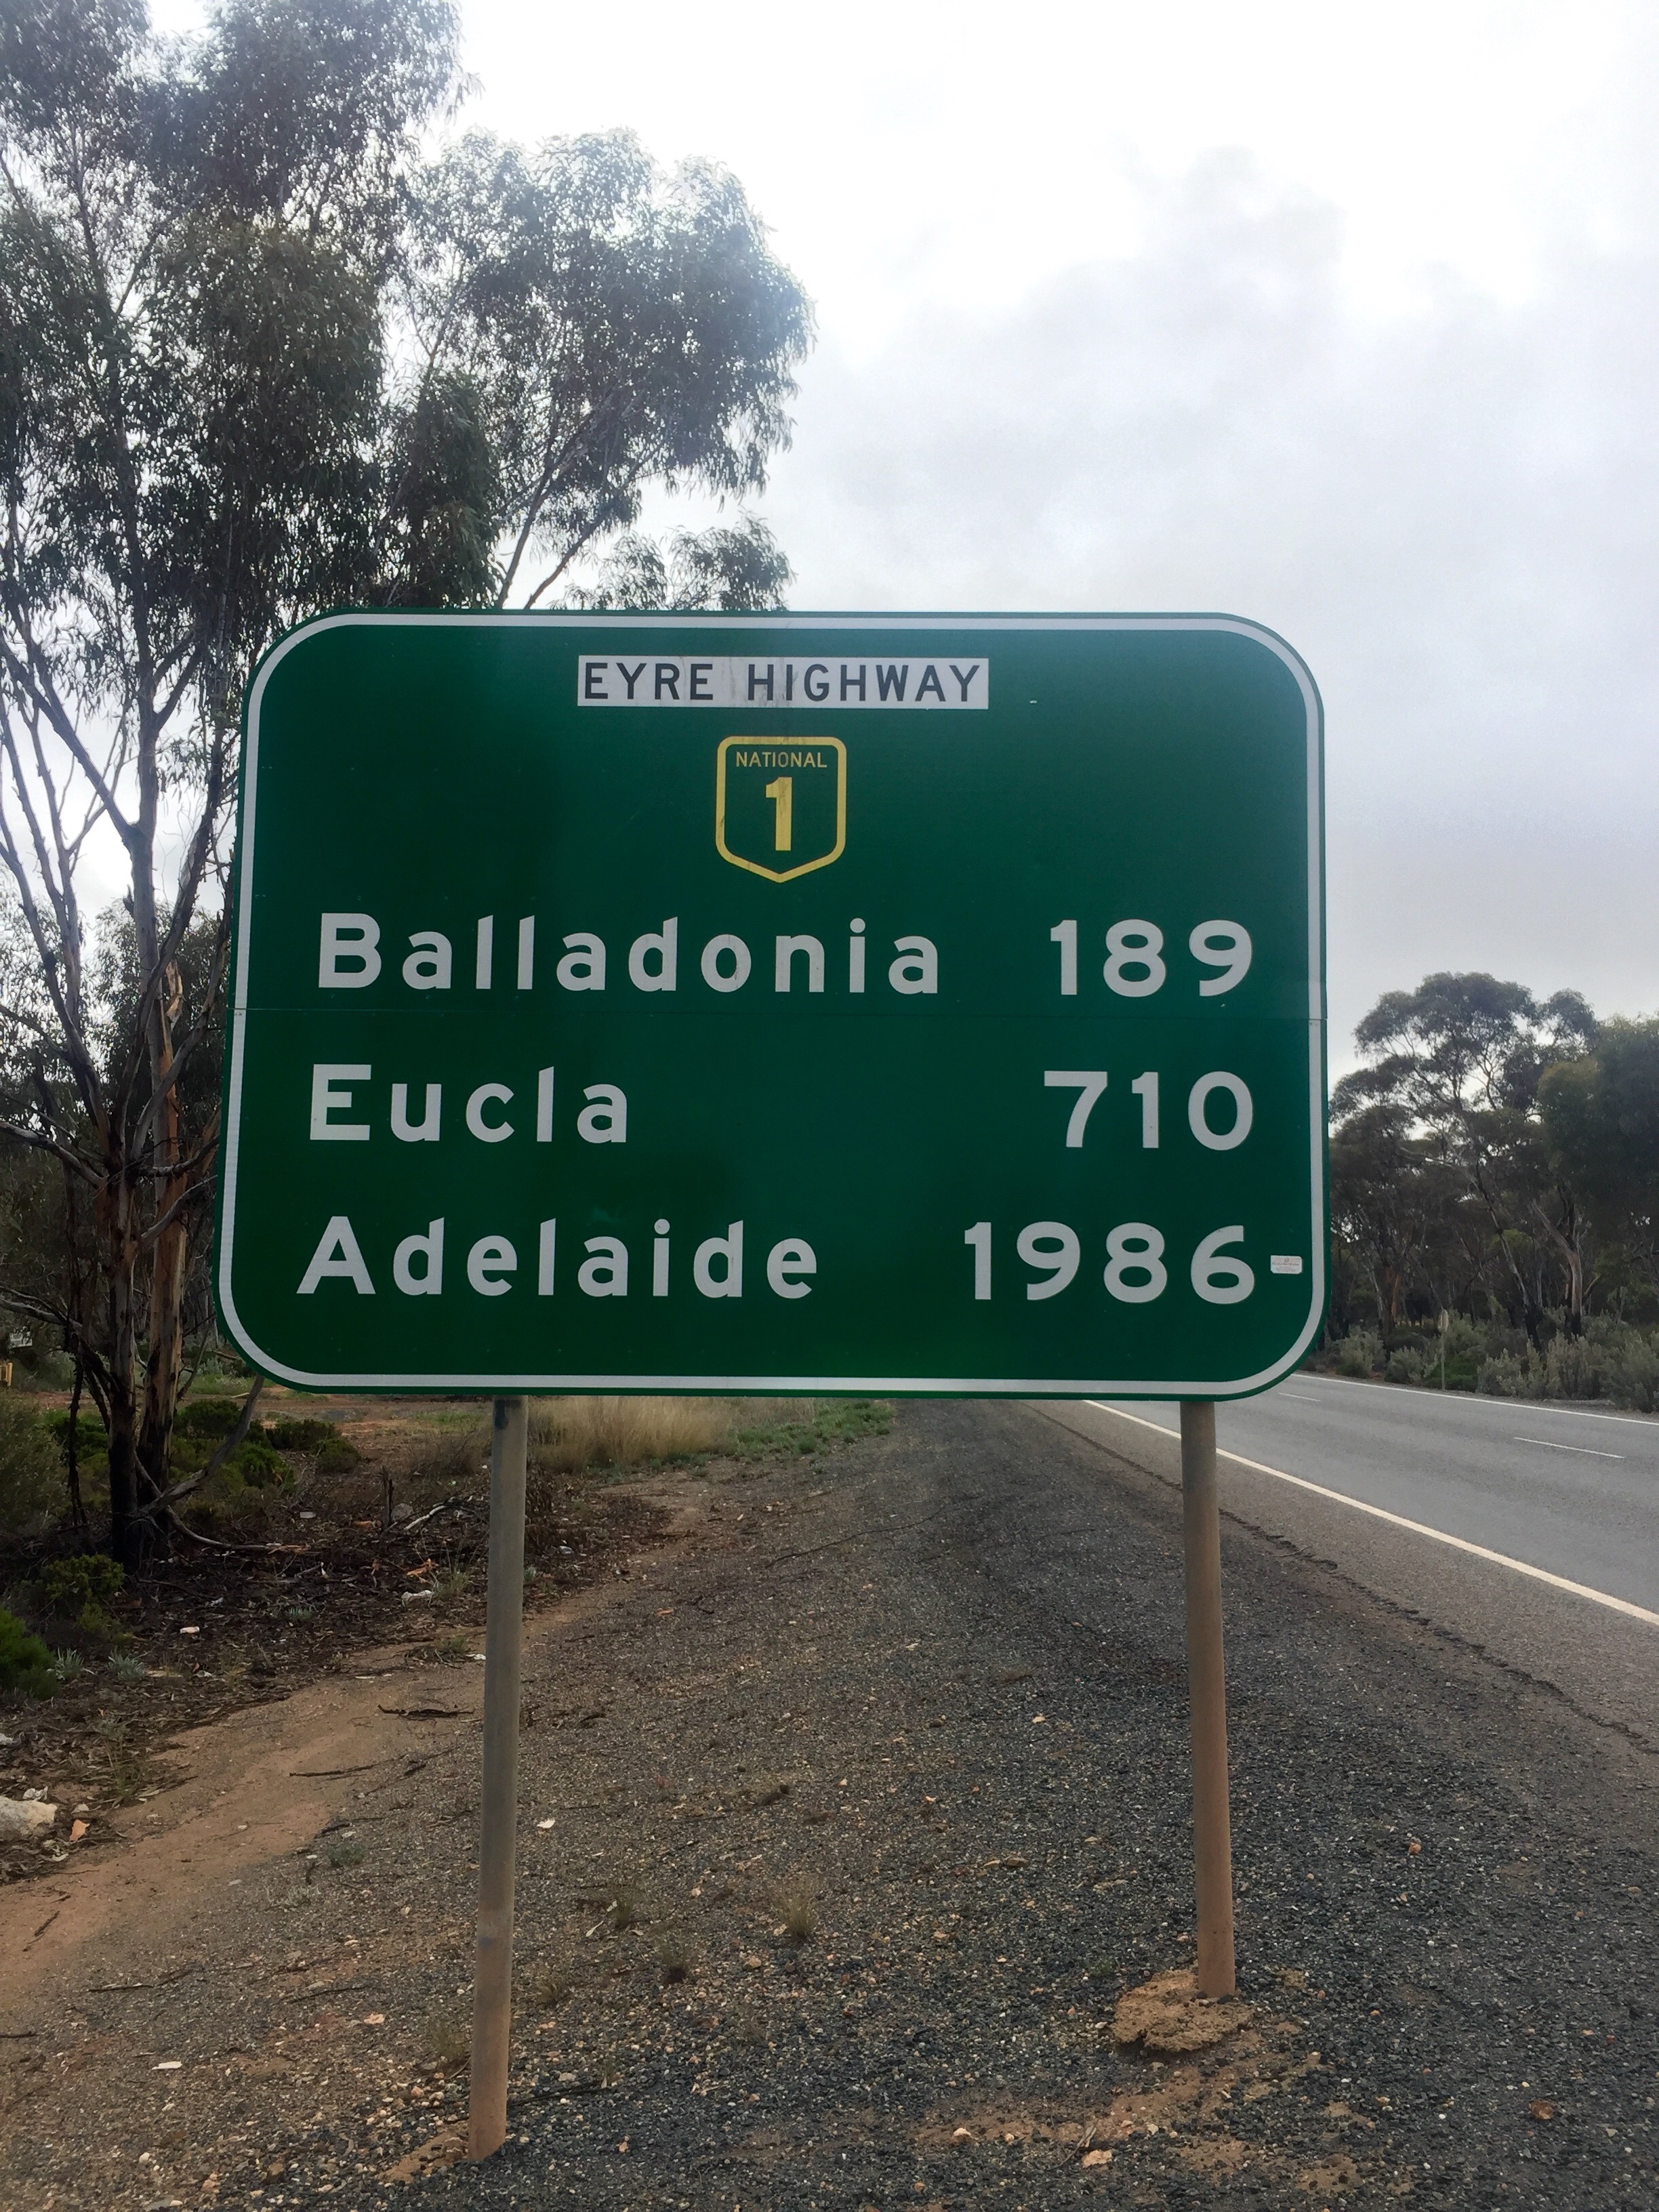 EYRE HIGHWAY
NATIONAL
1
Balladonia 189
Eucla 710
Adelaide 1986